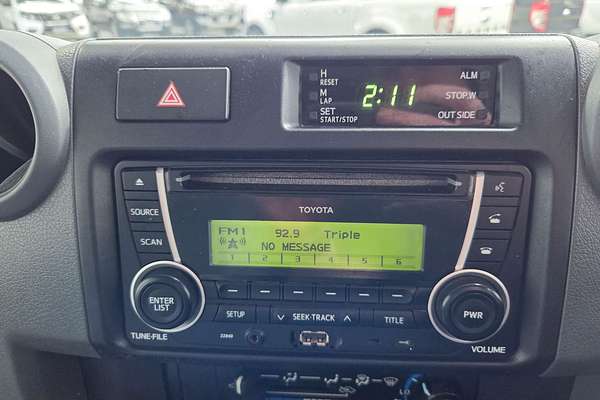 H
RESET
M
LAP
SET
START/STOP
2:11
ALM
STOP.W
OUT SIDE
SOURCE
SCAN
TOYOTA
FM1 92.9 Triple
NO MESSAGE
1 2 3 4 5 6
ENTER
LIST
TUNE•FILE
SETUP
SEEK•TRACK
TITLE
PWR
VOLUME
LO